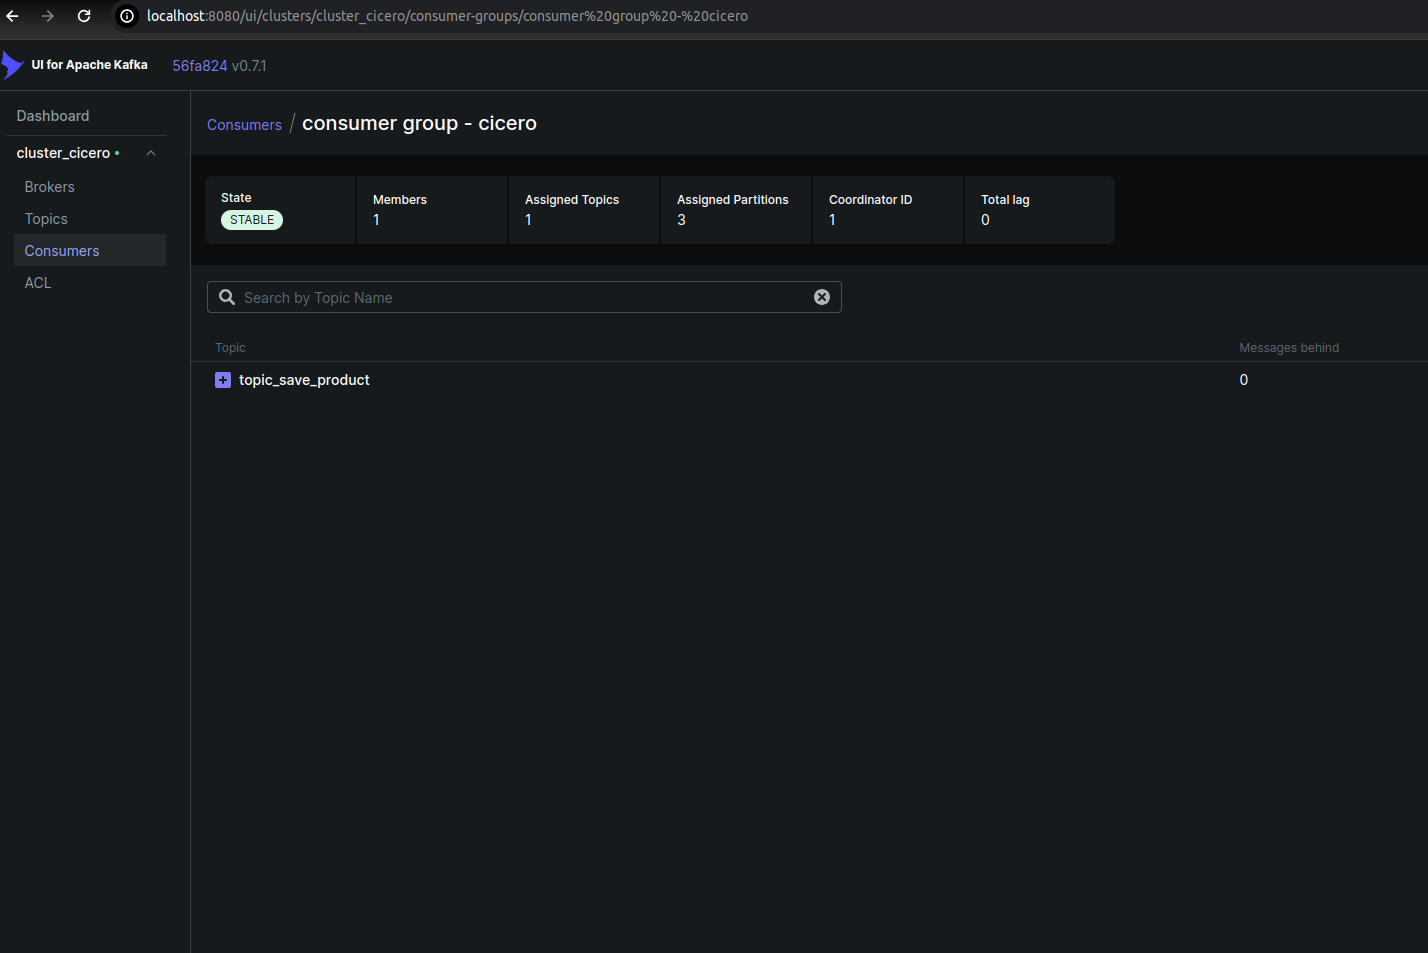 localhost:8080/ui/clusters/cluster_cicero/consumer-groups/consumer%20group%20-%20cicero
UI for Apache Kafka 56fa824 v0.7.1
Dashboard
cluster_cicero
Brokers
Topics
Consumers
ACL
Consumers / consumer group - cicero
State
STABLE
Members
1
Assigned Topics
1
Assigned Partitions
3
Coordinator ID
1
Total lag
0
Search by Topic Name
Topic Messages behind
topic_save_product 0